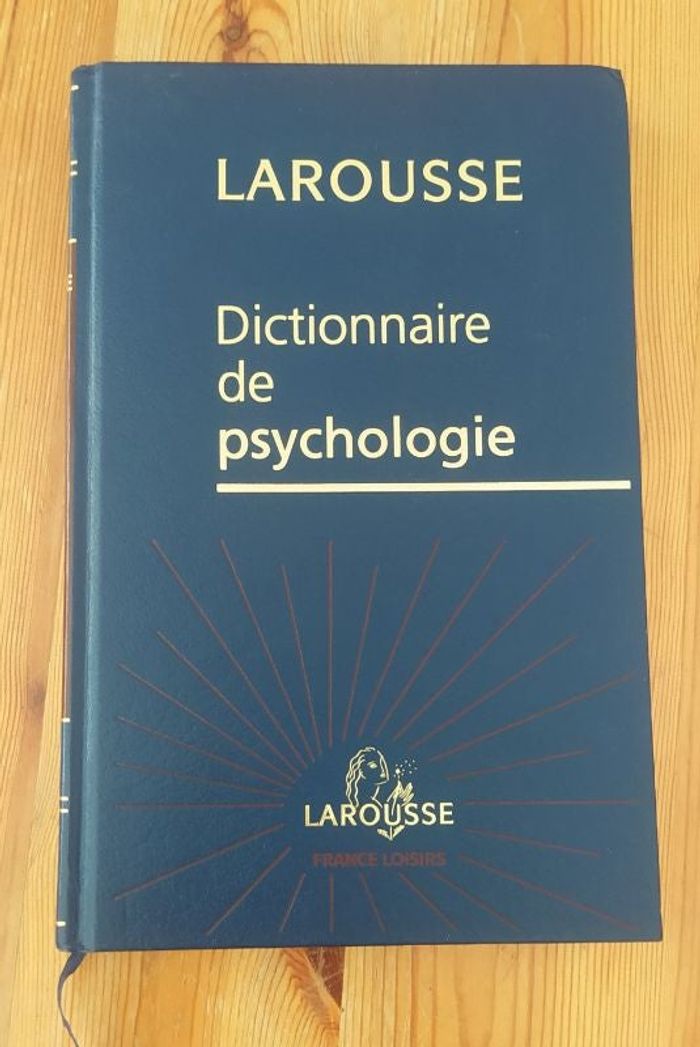 LAROUSSE
Dictionnaire
de
psychologie
LAROUSSE
FRANCE LOISIRS